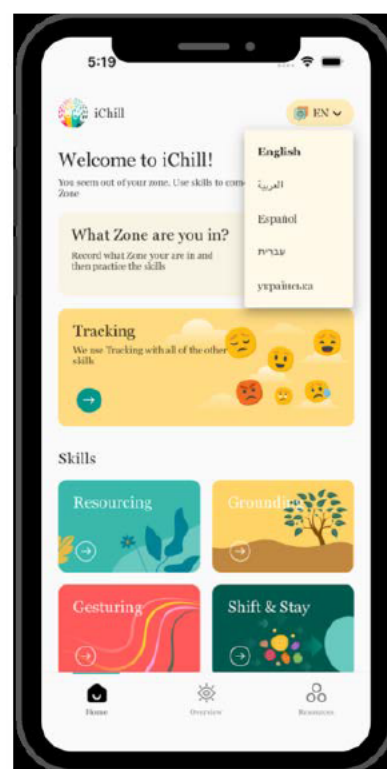 5:19
iChill
EN
Welcome to iChill!
You seem out of your zone. Use skills to com
Zone
English
العربية
Español
עברית
українська
What Zone are you in?
Record what Zone your are in and
then practice the skills
Tracking
We use Tracking with all of the other
skills
Skills
Resourcing
Grounding
Gesturing
Shift & Stay
Home
Overview
Resources